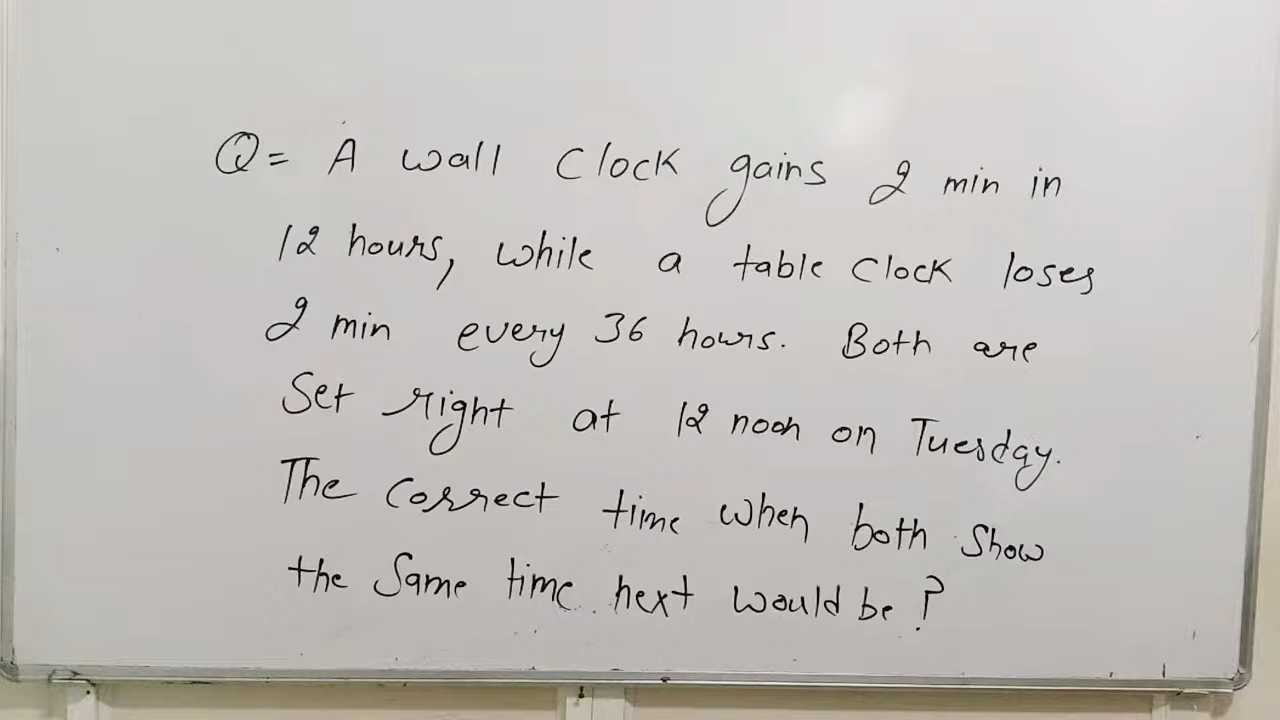 Q= A wall Clock gains 2 min in
12 hours, while a table Clock loses
2 min every 36 hours. Both are
Set right at 12 noon on Tuesday.
The Correct time when both Show
the Same time next would be ?